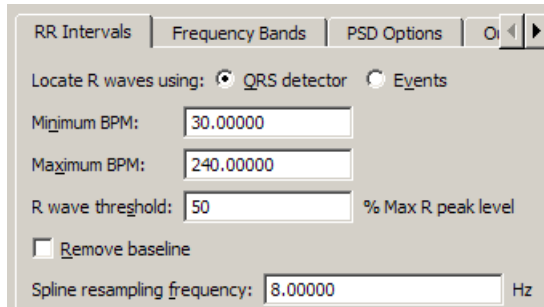 RR Intervals Frequency Bands PSD Options
Locate R waves using: QRS detector Events
Minimum BPM: 30.00000
Maximum BPM: 240.00000
R wave threshold: 50 % Max R peak level
Remove baseline
Spline resampling frequency: 8.00000 Hz